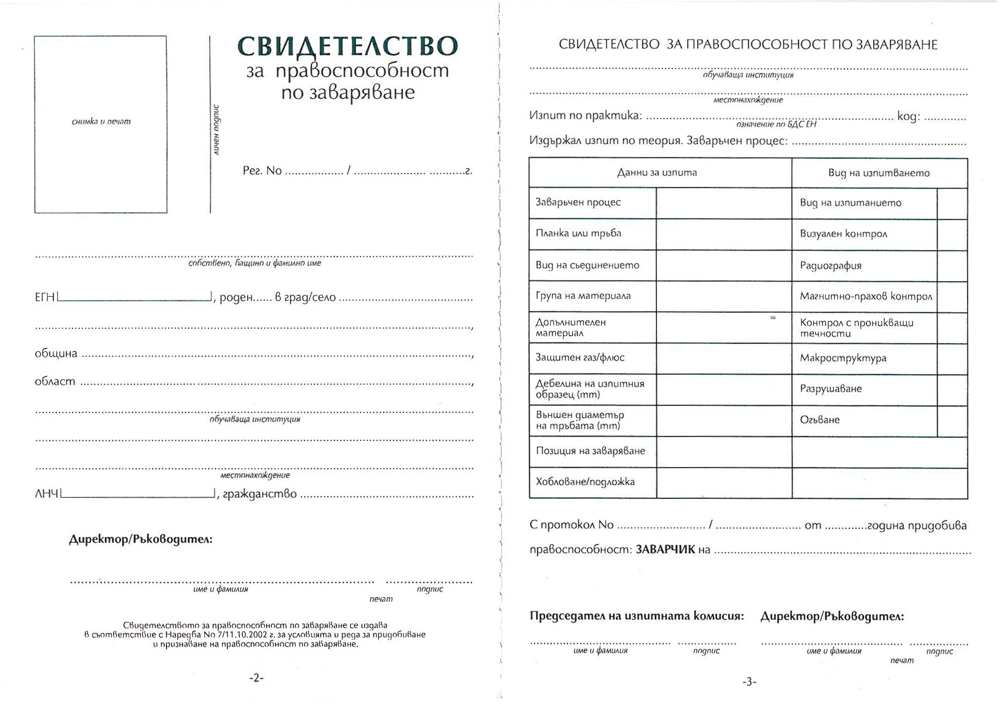 снимка и печат
личен подпис
СВИДЕТЕЛСТВО
за правоспособност
по заваряване
Рег. No .................. / ...................... ...........г.
собствено, бащино и фамилно име
ЕГН , роден...... в град/село .........................................
,
община ..........................................................,
област ..........................................................,
обучаваща институция
местонахождение
ЛНЧ , гражданство .....................................................
Директор/Ръководител:
име и фамилия подпис
печат
Свидетелството за правоспособност по заваряване се издава
в съответствие с Наредба No 7/11.10.2002 г. за условията и реда за придобиване
и признаване на правоспособност по заваряване.
-2-
СВИДЕТЕЛСТВО ЗА ПРАВОСПОСОБНОСТ ПО ЗАВАРЯВАНЕ
обучаваща институция
местонахождение
Изпит по практика: ............................................................ код: .............
означение по БДС ЕН
Издържал изпит по теория. Заваръчен процес: .....................................................
Данни за изпита Вид на изпитването
Заваръчен процес Вид на изпитанието
Планка или тръба Визуален контрол
Вид на съединението Радиография
Група на материала Магнитно-прахов контрол
Допълнителен
материал
Контрол с проникващи
течности
Защитен газ/флюс Макроструктура
Дебелина на изпитния
образец (mm)
Разрушаване
Външен диаметър
на тръбата (mm)
Огъване
Позиция на заваряване
Хобловане/подложка
С протокол No ........................... / .......................... от .............година придобива
правоспособност: ЗАВАРЧИК на ...............................................................
Председател на изпитната комисия: Директор/Ръководител:
име и фамилия подпис име и фамилия подпис
печат
-3-